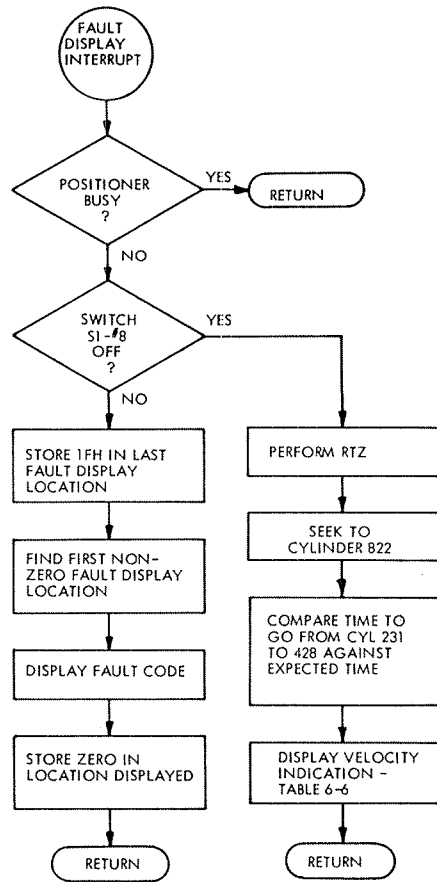 FAULT
DISPLAY
INTERRUPT
POSITIONER
BUSY
?
YES
RETURN
NO
SWITCH
S1-#8
OFF
?
YES
NO
STORE 1FH IN LAST
FAULT DISPLAY
LOCATION
FIND FIRST NON-
ZERO FAULT DISPLAY
LOCATION
DISPLAY FAULT CODE
STORE ZERO IN
LOCATION DISPLAYED
RETURN
PERFORM RTZ
SEEK TO
CYLINDER 822
COMPARE TIME TO
GO FROM CYL 231
TO 428 AGAINST
EXPECTED TIME
DISPLAY VELOCITY
INDICATION -
TABLE 6-6
RETURN